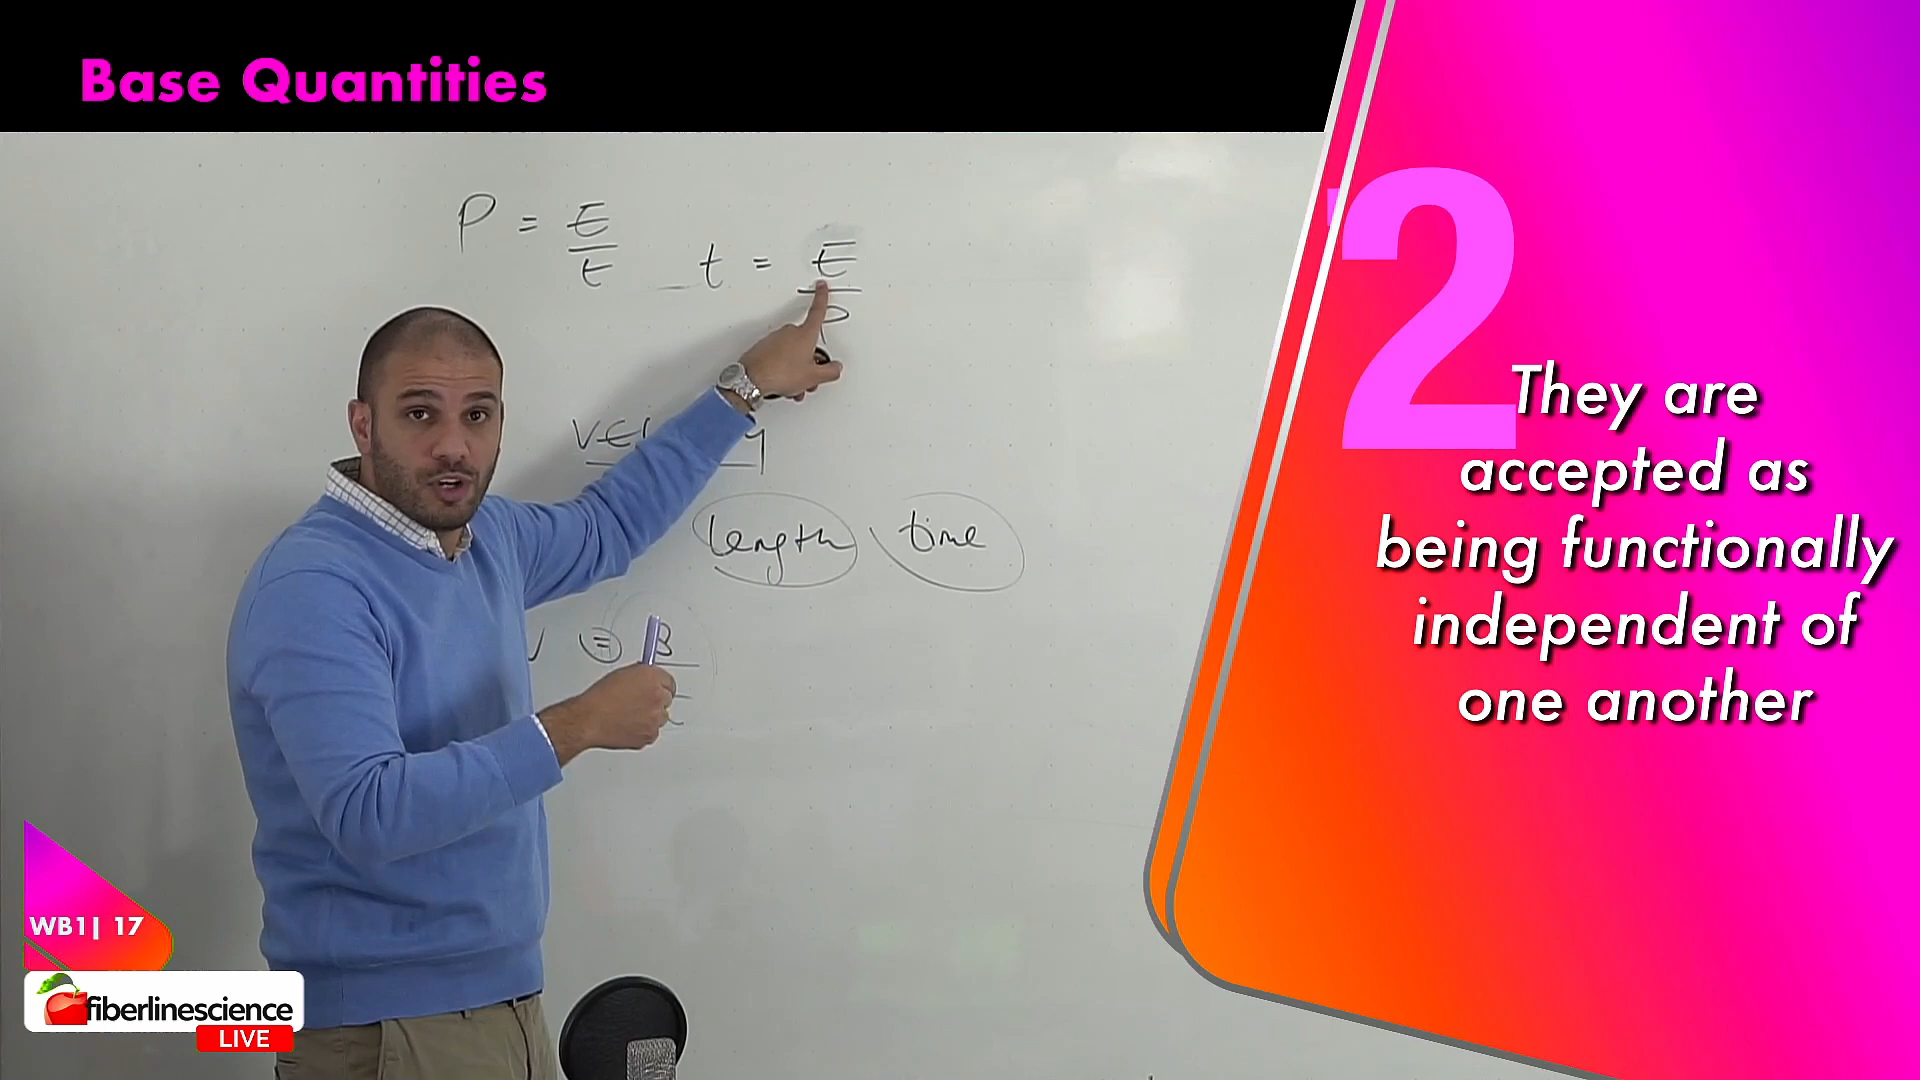 Base Quantities
P = E/t
t = E/P
length time
2
They are
accepted as
being functionally
independent of
one another
WB1| 17
fiberlinescience
LIVE